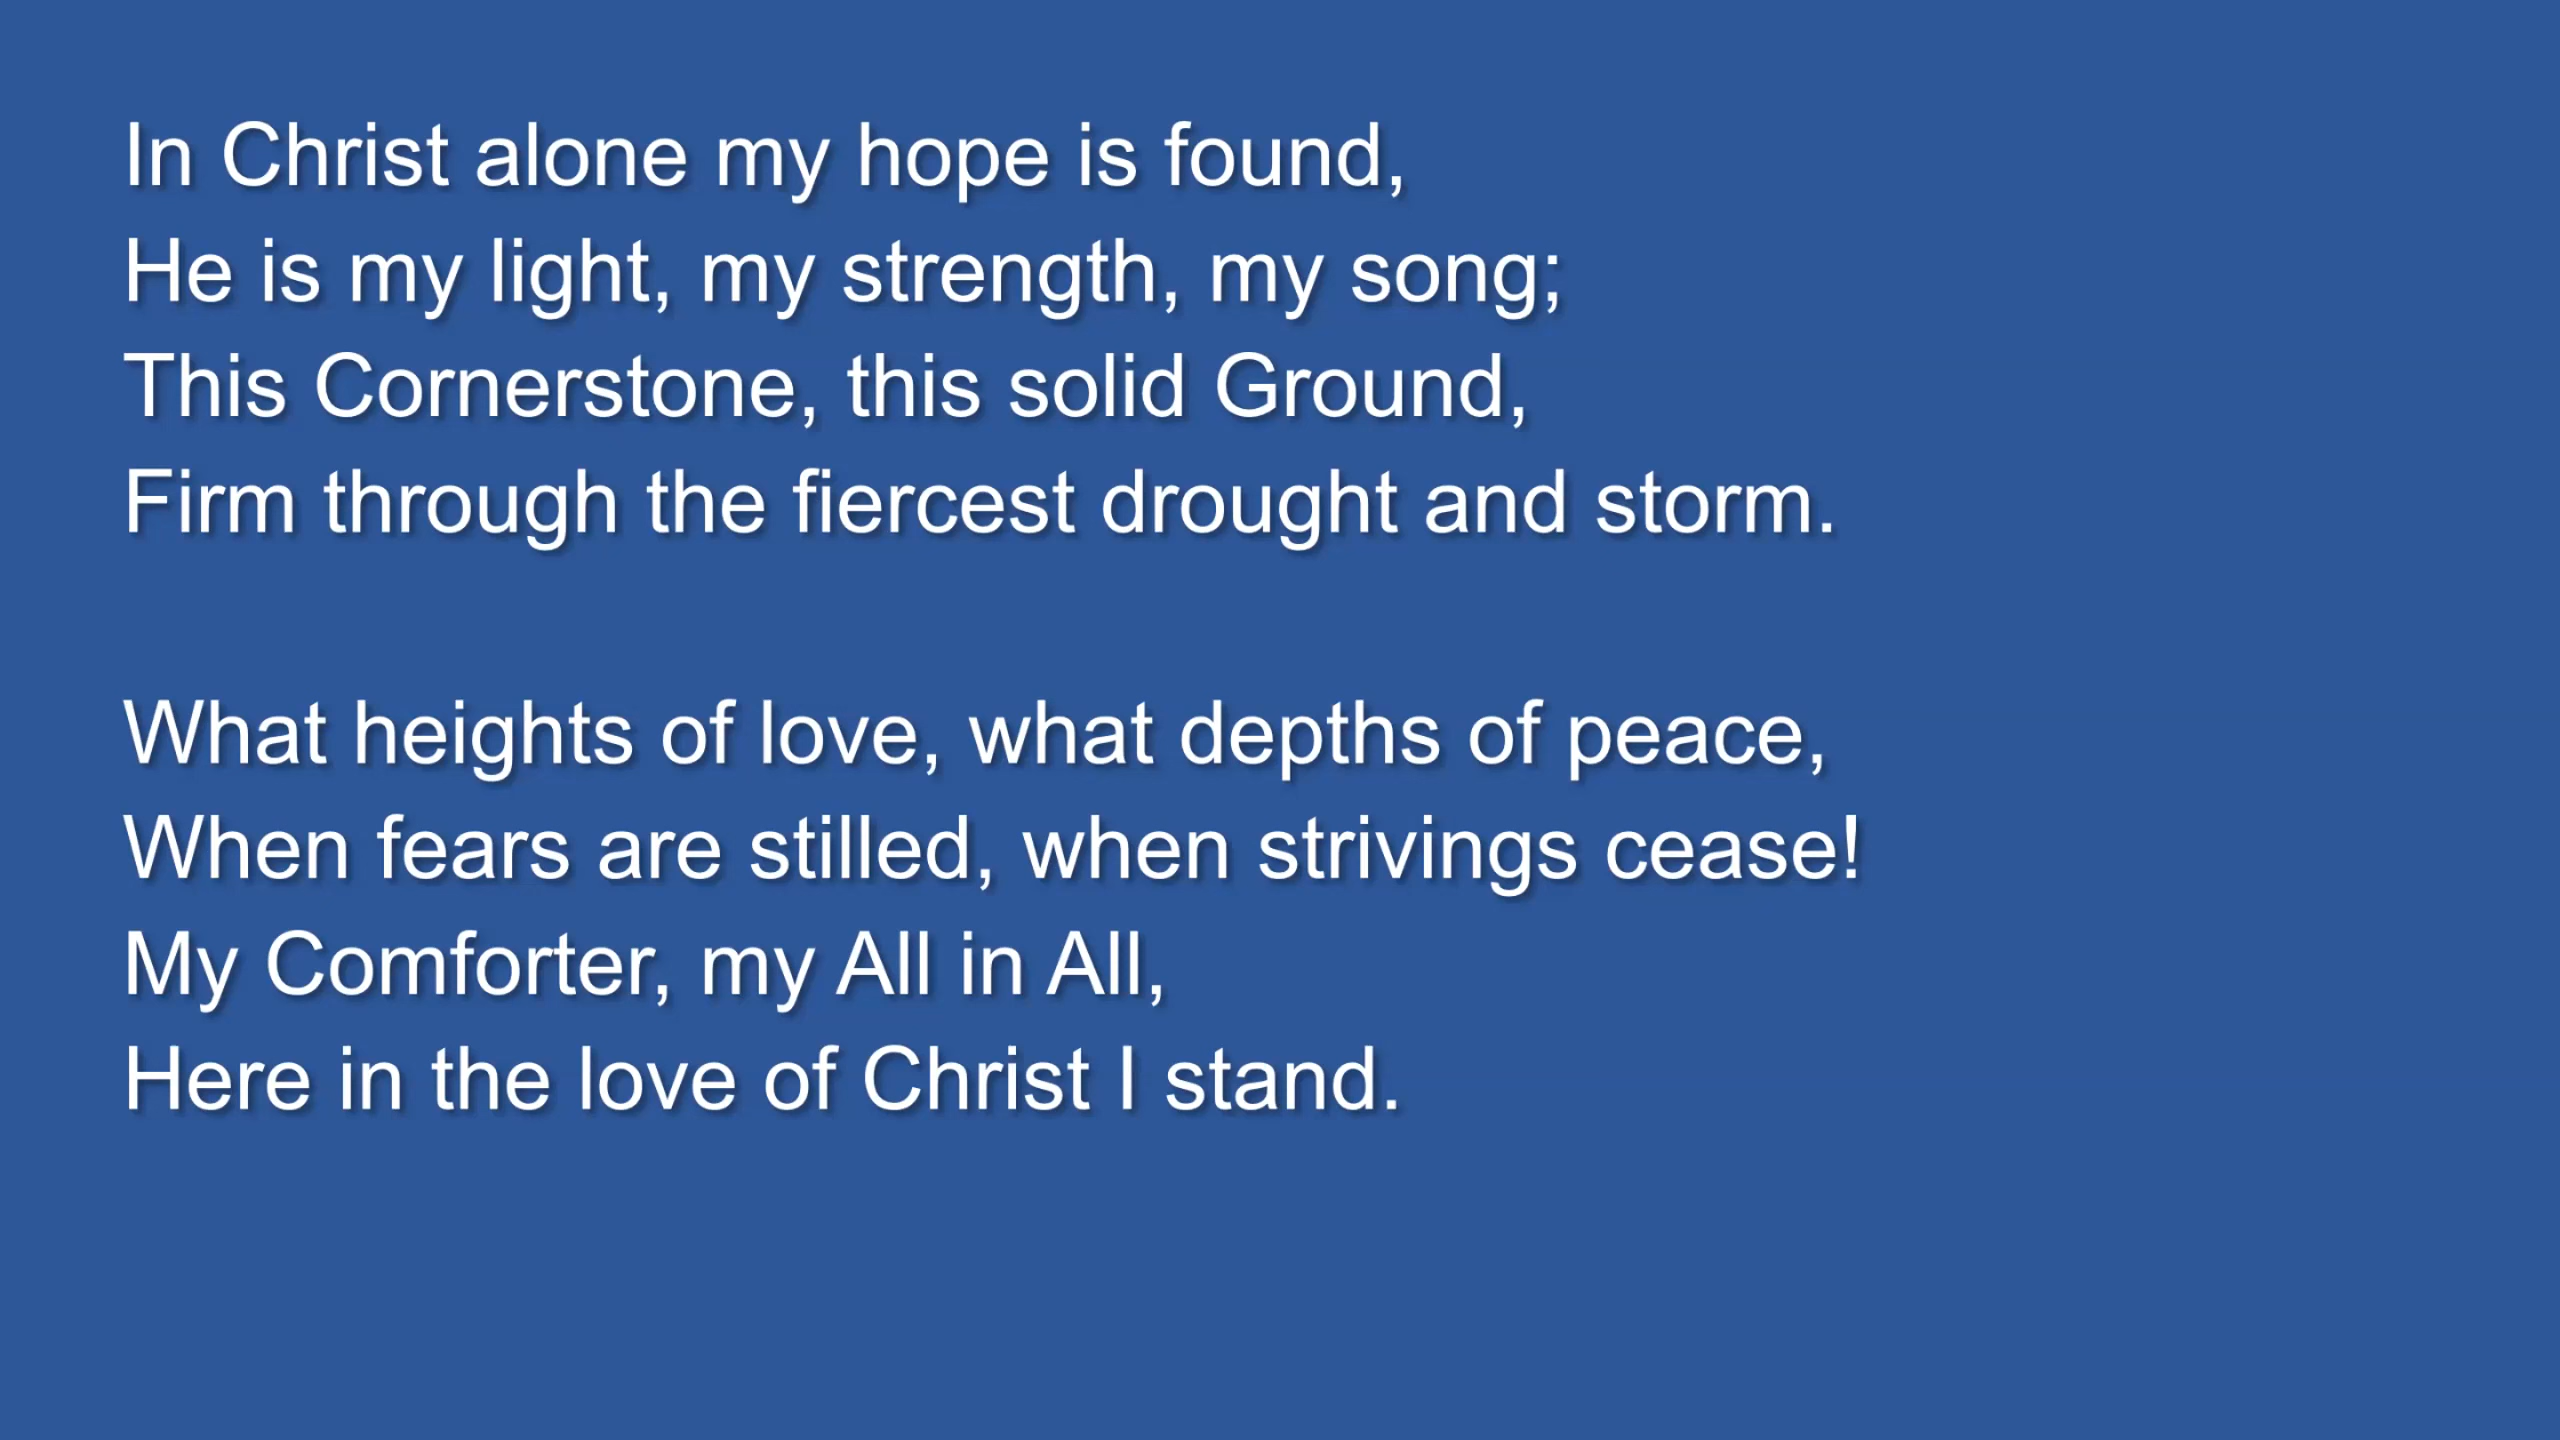 In Christ alone my hope is found,
He is my light, my strength, my song;
This Cornerstone, this solid Ground,
Firm through the fiercest drought and storm.
What heights of love, what depths of peace,
When fears are stilled, when strivings cease!
My Comforter, my All in All,
Here in the love of Christ I stand.